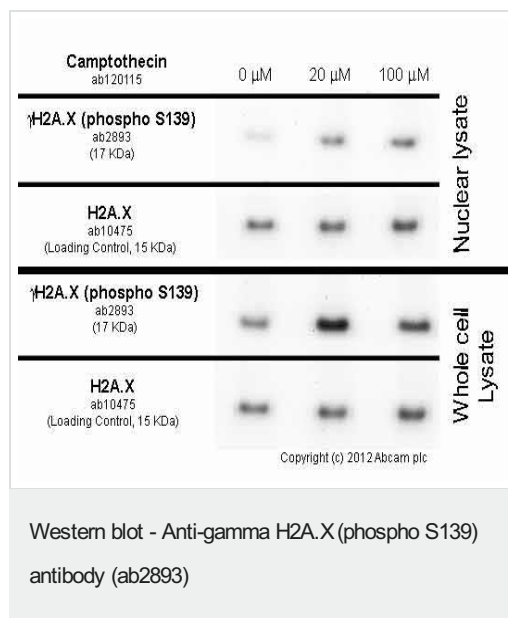 Camptothecin
ab120115
0 µM 20 µM 100 µM
γH2A.X (phospho S139)
ab2893
(17 KDa)
H2A.X
ab10475
(Loading Control, 15 KDa)
Nuclear lysate
γH2A.X (phospho S139)
ab2893
(17 KDa)
H2A.X
ab10475
(Loading Control, 15 KDa)
Whole cell
Lysate
Copyright (c) 2012 Abcam plc
Western blot - Anti-gamma H2A.X (phospho S139)
antibody (ab2893)